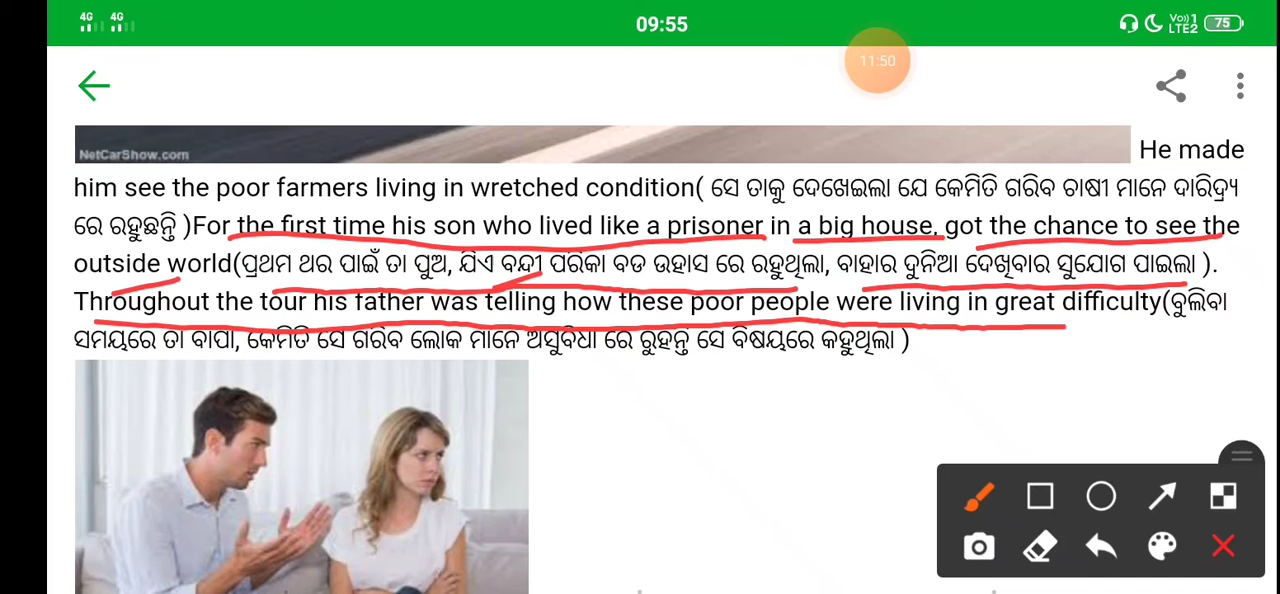 4G 4G 09:55 Vo)) 1 LTE2 75
11:50
NetCarShow.com He made
him see the poor farmers living in wretched condition( ସେ ତାକୁ ଦେଖେଇଲା ଯେ କେମିତି ଗରିବ ଚାଷୀ ମାନେ ଦାରିଦ୍ର୍ୟ
ରେ ରହୁଛନ୍ତି )For the first time his son who lived like a prisoner in a big house, got the chance to see the
outside world(ପ୍ରଥମ ଥର ପାଇଁ ତା ପୁଅ, ଯିଏ ବନ୍ଦୀ ପରିକା ବଡ ଉହାସ ରେ ରହୁଥିଲା, ବାହାର ଦୁନିଆ ଦେଖିବାର ସୁଯୋଗ ପାଇଲା ).
Throughout the tour his father was telling how these poor people were living in great difficulty(ବୁଲିବା
ସମୟରେ ତା ବାପା, କେମିତି ସେ ଗରିବ ଲୋକ ମାନେ ଅସୁବିଧା ରେ ରୁହନ୍ତି ସେ ବିଷୟରେ କହୁଥିଲା )